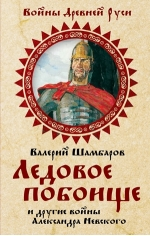 Войны Древней Руси
Валерий Шамбаров
Ледовое
побоище
и другие войны
Александра Невского